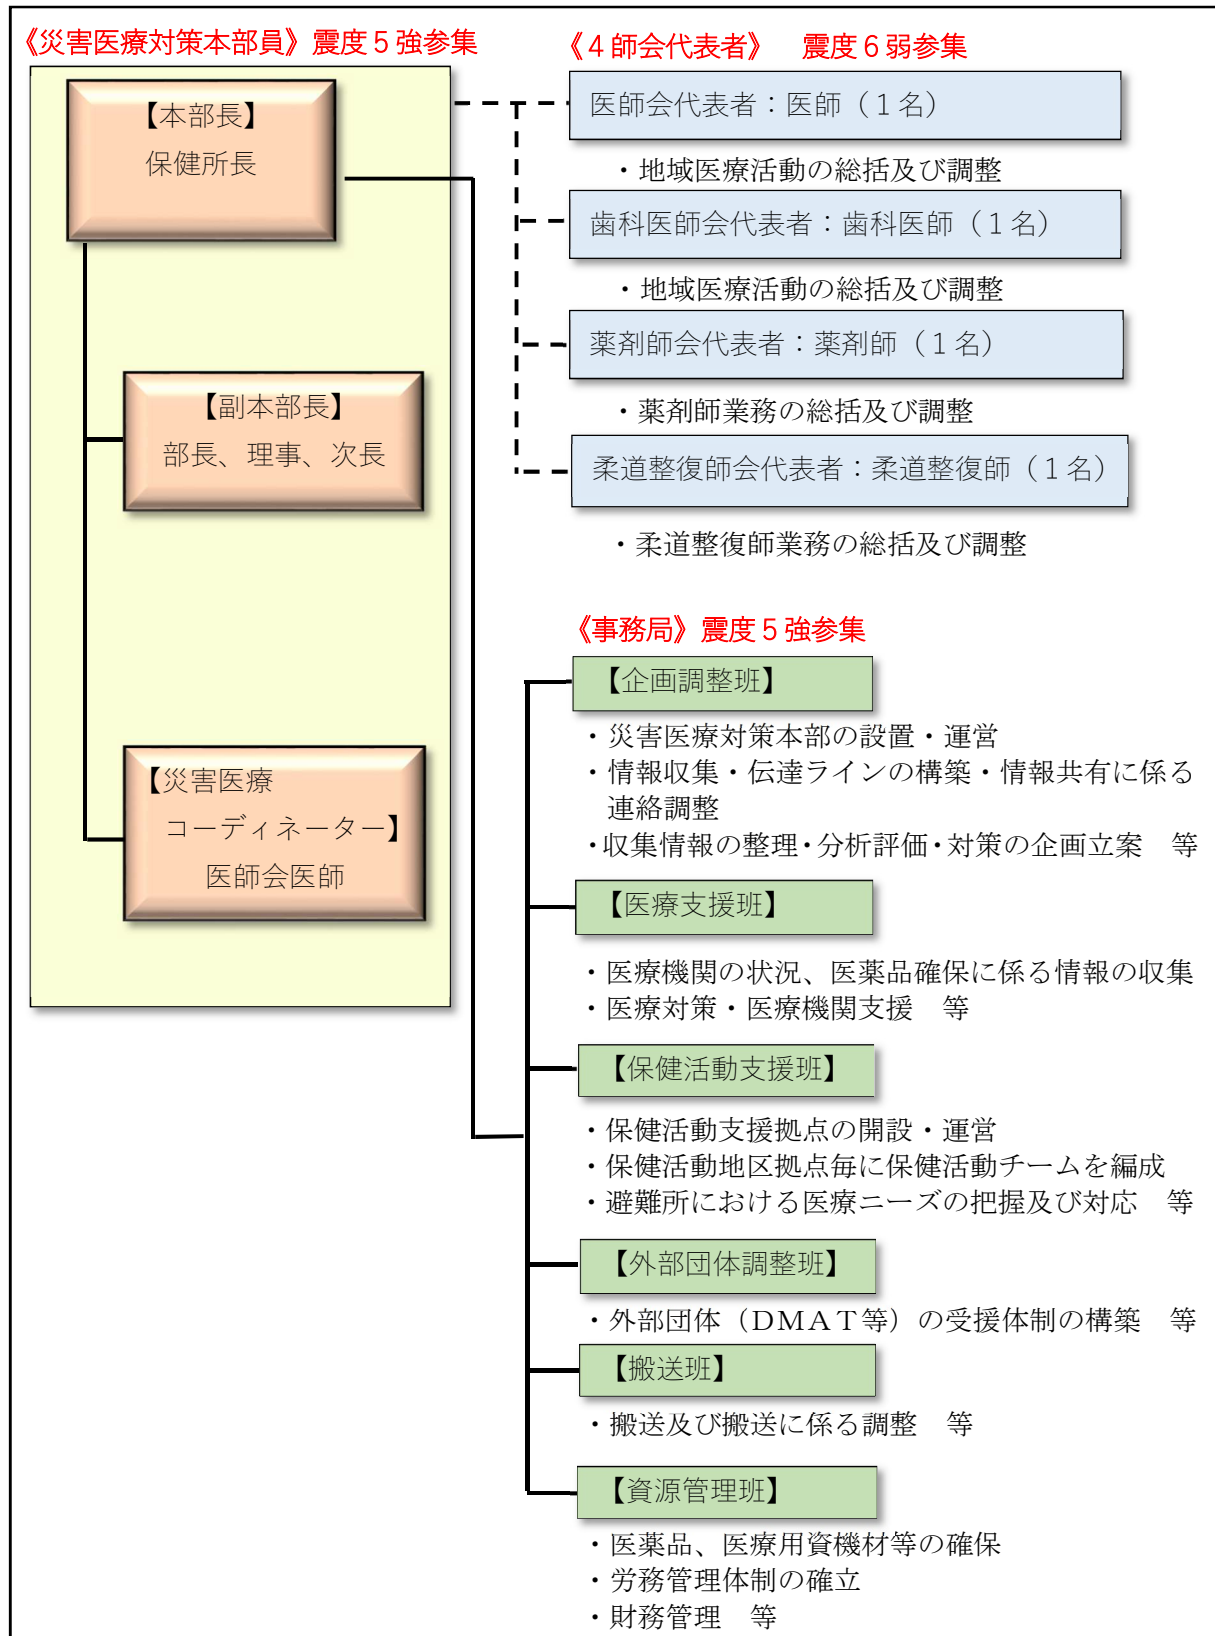 《災害医療対策本部員》震度５強参集
【本部長】
保健所長
【副本部長】
部長、理事、次長
【災害医療
コーディネーター】
医師会医師
《４師会代表者》　震度６弱参集
医師会代表者：医師（１名）
・地域医療活動の総括及び調整
歯科医師会代表者：歯科医師（１名）
・地域医療活動の総括及び調整
薬剤師会代表者：薬剤師（１名）
・薬剤師業務の総括及び調整
柔道整復師会代表者：柔道整復師（１名）
・柔道整復師業務の総括及び調整
《事務局》震度５強参集
【企画調整班】
・災害医療対策本部の設置・運営
・情報収集・伝達ラインの構築・情報共有に係る
連絡調整
・収集情報の整理・分析評価・対策の企画立案　等
【医療支援班】
・医療機関の状況、医薬品確保に係る情報の収集
・医療対策・医療機関支援　等
【保健活動支援班】
・保健活動支援拠点の開設・運営
・保健活動地区拠点毎に保健活動チームを編成
・避難所における医療ニーズの把握及び対応　等
【外部団体調整班】
・外部団体（ＤＭＡＴ等）の受援体制の構築　等
【搬送班】
・搬送及び搬送に係る調整　等
【資源管理班】
・医薬品、医療用資機材等の確保
・労務管理体制の確立
・財務管理　等